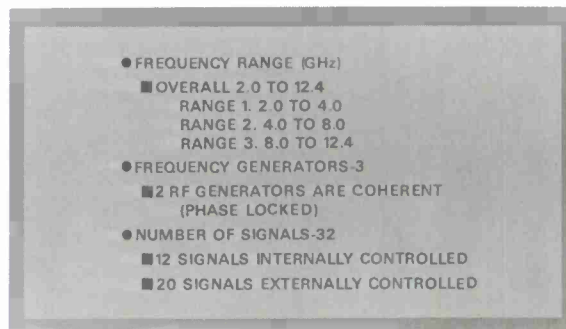 ● FREQUENCY RANGE (GHz)
■ OVERALL 2.0 TO 12.4
RANGE 1. 2.0 TO 4.0
RANGE 2. 4.0 TO 8.0
RANGE 3. 8.0 TO 12.4
● FREQUENCY GENERATORS-3
■ 2 RF GENERATORS ARE COHERENT
(PHASE LOCKED)
● NUMBER OF SIGNALS-32
■ 12 SIGNALS INTERNALLY CONTROLLED
■ 20 SIGNALS EXTERNALLY CONTROLLED